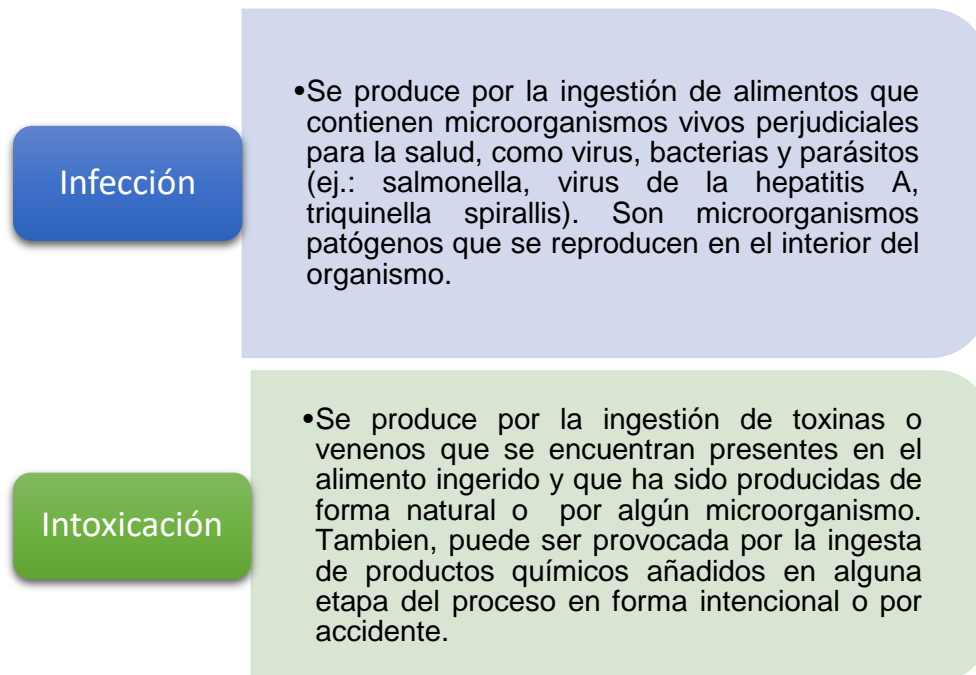 Infección
•Se produce por la ingestión de alimentos que
contienen microorganismos vivos perjudiciales
para la salud, como virus, bacterias y parásitos
(ej.: salmonella, virus de la hepatitis A,
triquinella spirallis). Son microorganismos
patógenos que se reproducen en el interior del
organismo.
Intoxicación
•Se produce por la ingestión de toxinas o
venenos que se encuentran presentes en el
alimento ingerido y que ha sido producidas de
forma natural o por algún microorganismo.
Tambien, puede ser provocada por la ingesta
de productos químicos añadidos en alguna
etapa del proceso en forma intencional o por
accidente.